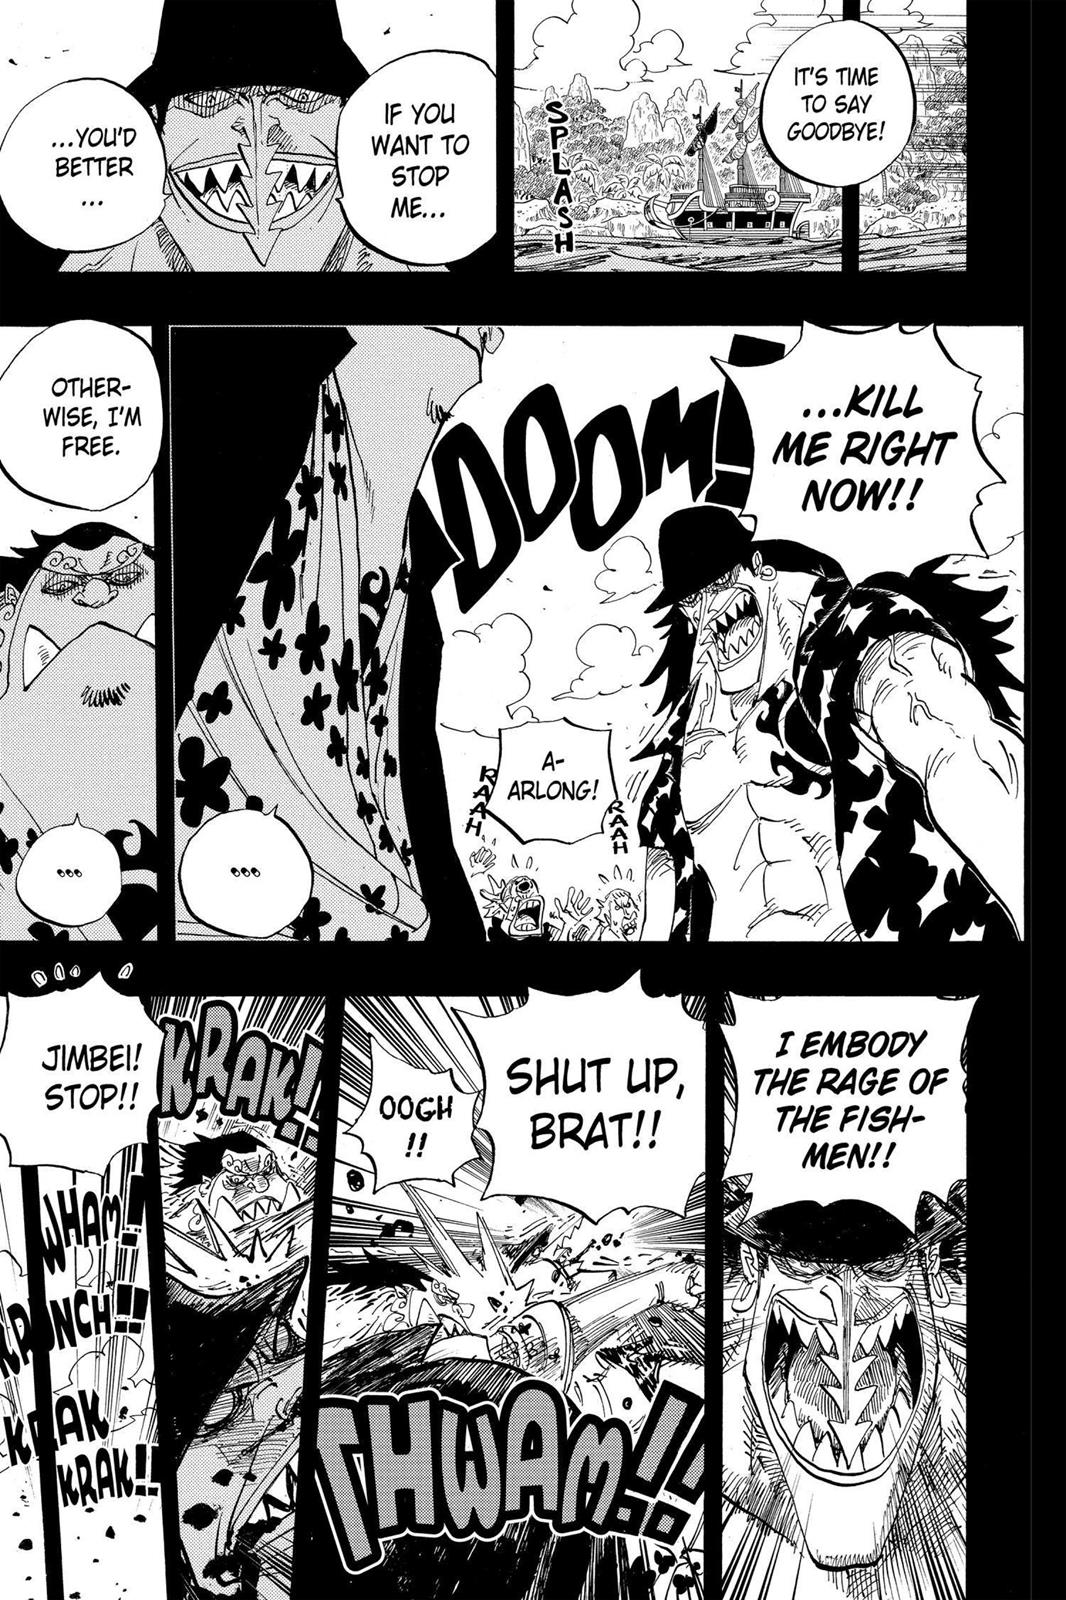 IT'S TIME
TO SAY
GOODBYE!
SPLASH
IF YOU
WANT TO
STOP
ME...
...YOU'D
BETTER
...
...KILL
ME RIGHT
NOW!!
DOOM!
A-
ARLONG!
RAAH
RAAH
...
OTHER-
WISE, I'M
FREE.
...
I EMBODY
THE RAGE OF
THE FISH-
MEN!!
SHUT UP,
BRAT!!
OOGH
!!
THWAM!!
KRAK!!
JIMBEI!
STOP!!
WHAM!
KRUNCH!!
KRAK
KRAK!!